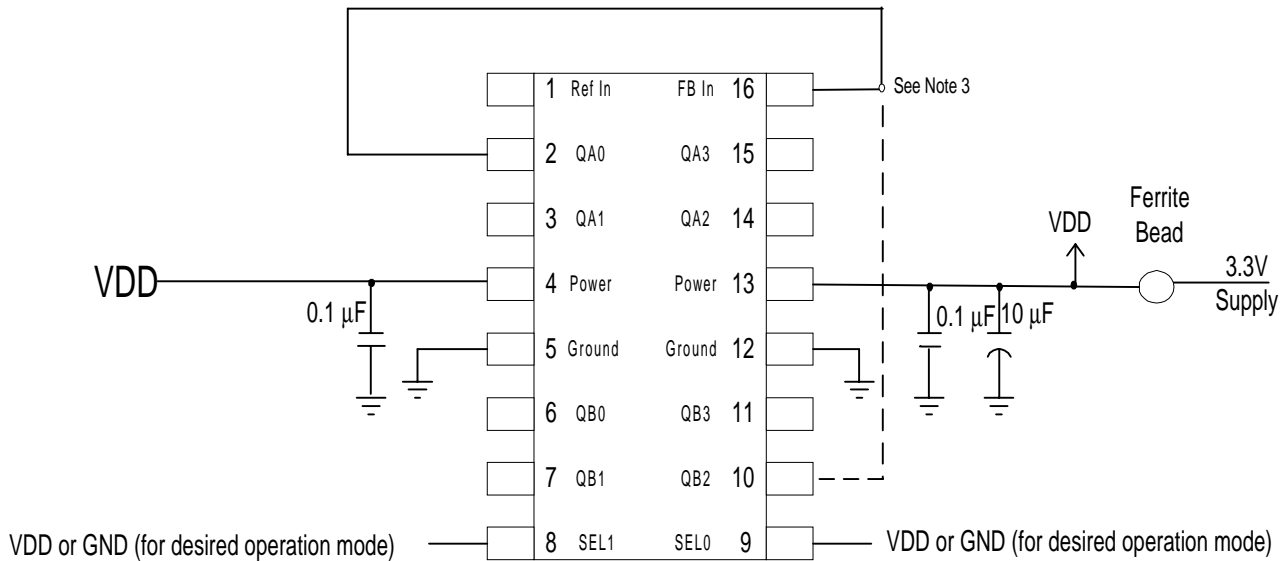 1 Ref In FB In 16
See Note 3
2 QA0 QA3 15
3 QA1 QA2 14
Ferrite
Bead
VDD
VDD
4 Power Power 13
3.3V
Supply
0.1 μF
0.1 μF
10 μF
5 Ground Ground 12
6 QB0 QB3 11
7 QB1 QB2 10
VDD or GND (for desired operation mode)
8 SEL1 SEL0 9
VDD or GND (for desired operation mode)